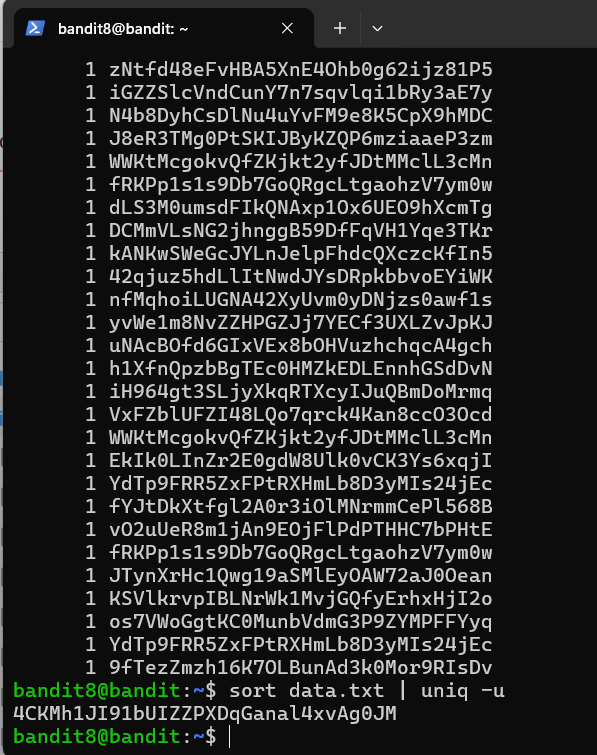 bandit8@bandit: ~
1 zNtfd48eFvHBA5XnE4Ohb0g62ijz81P5
1 iGZZSlcVndCunY7n7sqvlqi1bRy3aE7y
1 N4b8DyhCsDlNu4uYvFM9e8K5CpX9hMDC
1 J8eR3TMg0PtSKIJByKZQP6mziaaeP3zm
1 WWKtMcgokvQfZKjkt2yfJDtMMclL3cMn
1 fRKPp1s1s9Db7GoQRgcLtgaohzV7ym0w
1 dLS3M0umsdFIkQNAxp1Ox6UEO9hXcmTg
1 DCMmVLsNG2jhnggB59DfFqVH1Yqe3TKr
1 kANKwSWeGcJYLnJelpFhdcQXczcKfIn5
1 42qjuz5hdLlItNwdJYsDRpkbbvoEYiWK
1 nfMqhoiLUGNA42XyUvm0yDNjzs0awf1s
1 yvWe1m8NvZZHPGZJj7YECf3UXLZvJpKJ
1 uNAcBOfd6GIxVEx8bOHVuzhchqcA4gch
1 h1XfnQpzbBgTEc0HMZkEDLEnnhGSdDvN
1 iH964gt3SLjyXkqRTXcyIJuQBmDoMrmq
1 VxFZblUFZI48LQo7qrck4Kan8ccO3Ocd
1 WWKtMcgokvQfZKjkt2yfJDtMMclL3cMn
1 EkIk0LInZr2E0gdW8Ulk0vCK3Ys6xqjI
1 YdTp9FRR5ZxFPtRXHmLb8D3yMIs24jEc
1 fYJtDkXtfgl2A0r3iOlMNrmmCePl568B
1 vO2uUeR8m1jAn9EOjFlPdPTHHC7bPHtE
1 fRKPp1s1s9Db7GoQRgcLtgaohzV7ym0w
1 JTynXrHc1Qwg19aSMlEyOAW72aJ0Oean
1 KSVlkrvpIBLNrWk1MvjGQfyErhxHjI2o
1 os7VWoGgtKC0MunbVdmG3P9ZYMPFFYyq
1 YdTp9FRR5ZxFPtRXHmLb8D3yMIs24jEc
1 9fTezZmzh16K7OLBunAd3k0Mor9RIsDv
bandit8@bandit:~$ sort data.txt | uniq -u
4CKMh1JI91bUIZZPXDqGanal4xvAg0JM
bandit8@bandit:~$